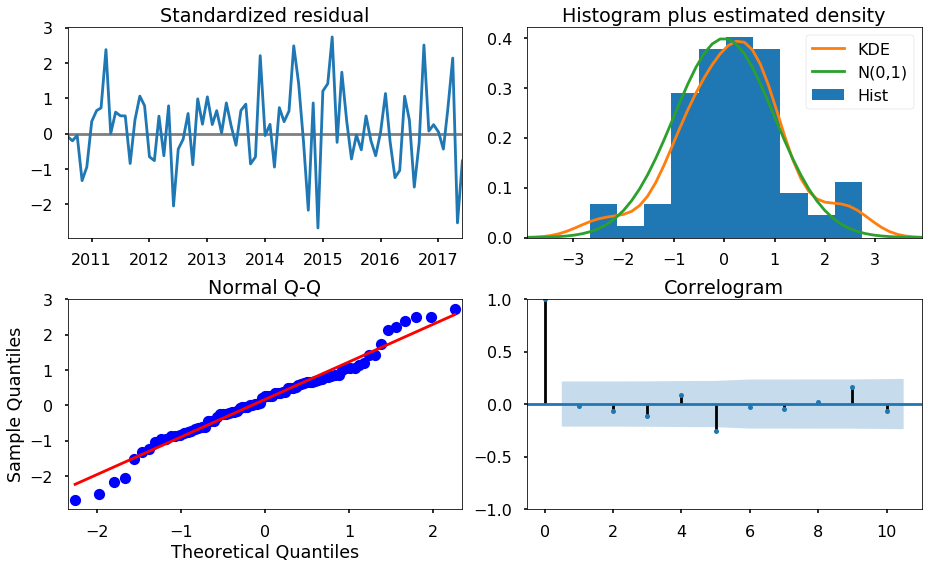 Standardized residual
3
2
1
0
−1
−2
2011 2012 2013 2014 2015 2016 2017
Histogram plus estimated density
0.4
0.3
0.2
0.1
0.0
KDE
N(0,1)
Hist
−3 −2 −1 0 1 2 3
Normal Q-Q
Sample Quantiles
3
2
1
0
−1
−2
−2 −1 0 1 2
Theoretical Quantiles
Correlogram
1.0
0.5
0.0
−0.5
−1.0
0 2 4 6 8 10